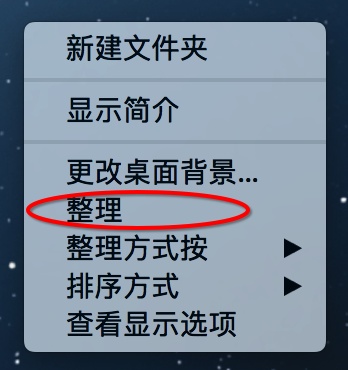 新建文件夹
显示简介
更改桌面背景...
整理
整理方式按
排序方式
查看显示选项